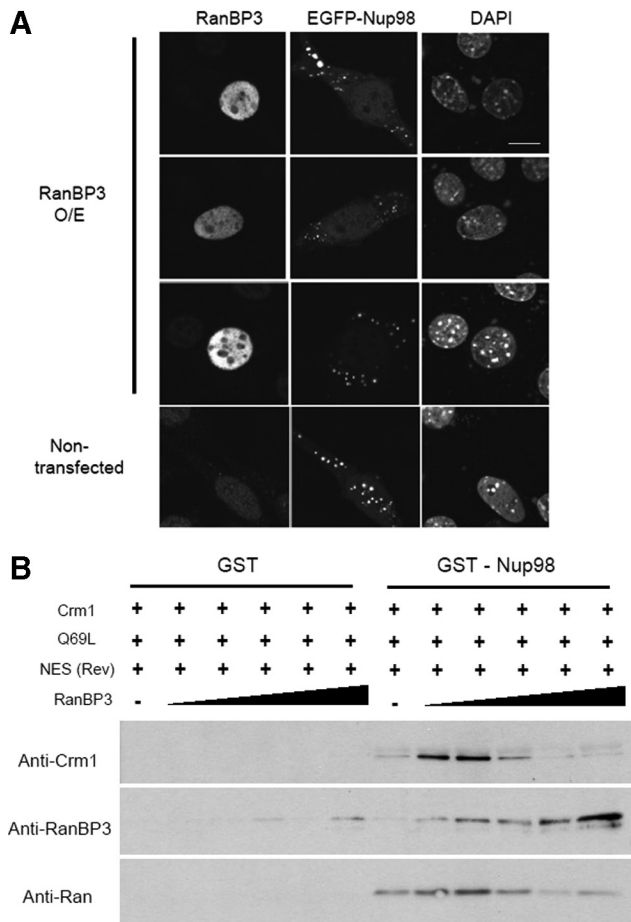 A
RanBP3 EGFP-Nup98 DAPI
RanBP3
O/E
Non-
transfected
B
GST GST - Nup98
Crm1 + + + + + + + + + + + +
Q69L + + + + + + + + + + + +
NES (Rev) + + + + + + + + + + + +
RanBP3 - -
Anti-Crm1
Anti-RanBP3
Anti-Ran